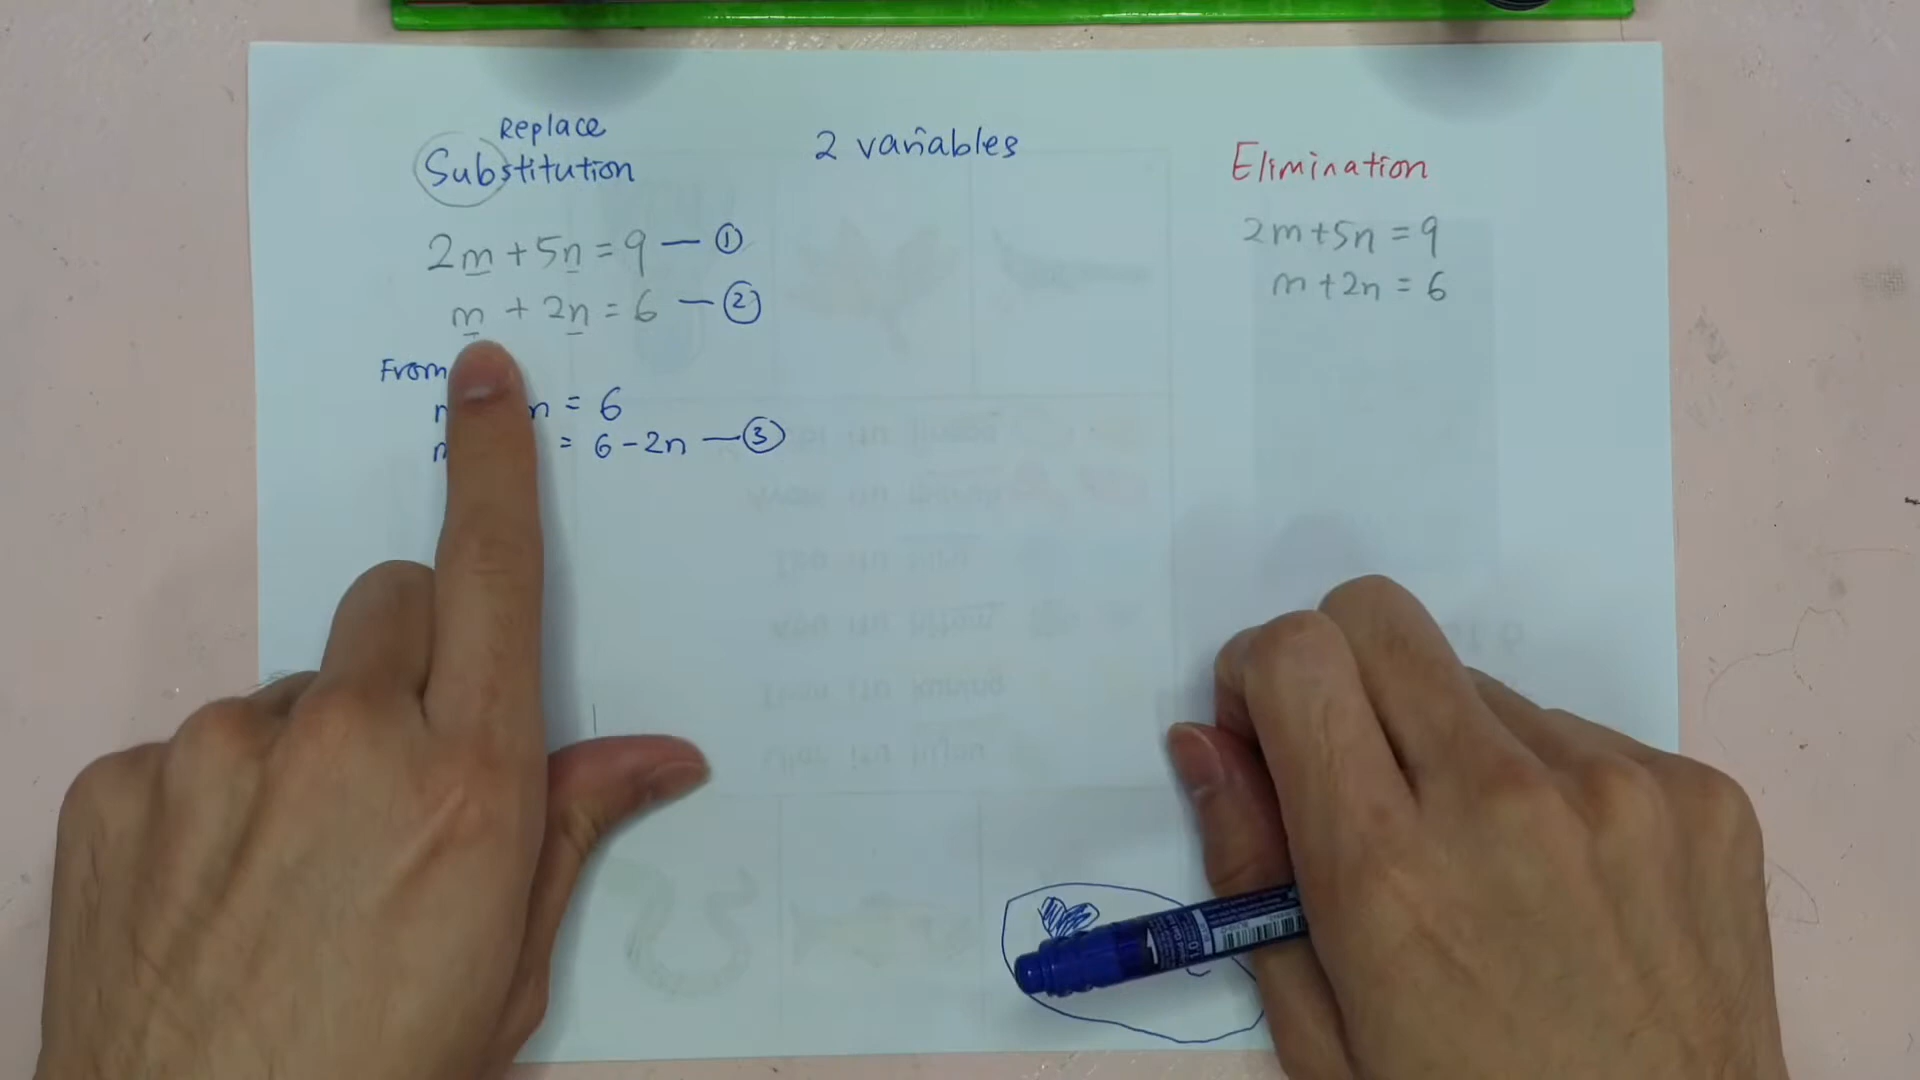 Replace
Substitution
2 variables
Elimination
2m + 5n = 9 — ①
m + 2n = 6 — ②
2m + 5n = 9
m + 2n = 6
From
n = 6
= 6 - 2n — ③